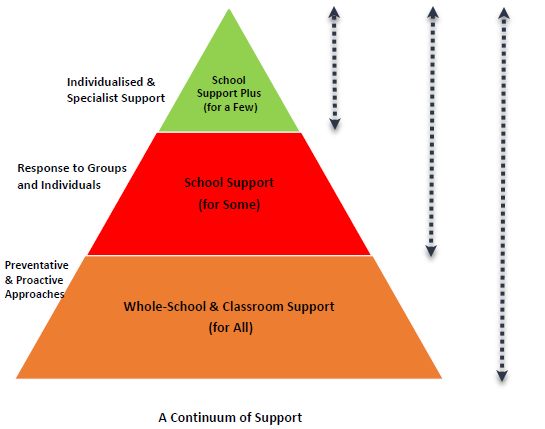 Individualised &
Specialist Support
School
Support Plus
(for a Few)
Response to Groups
and Individuals
School Support
(for Some)
Preventative
& Proactive
Approaches
Whole-School & Classroom Support
(for All)
A Continuum of Support